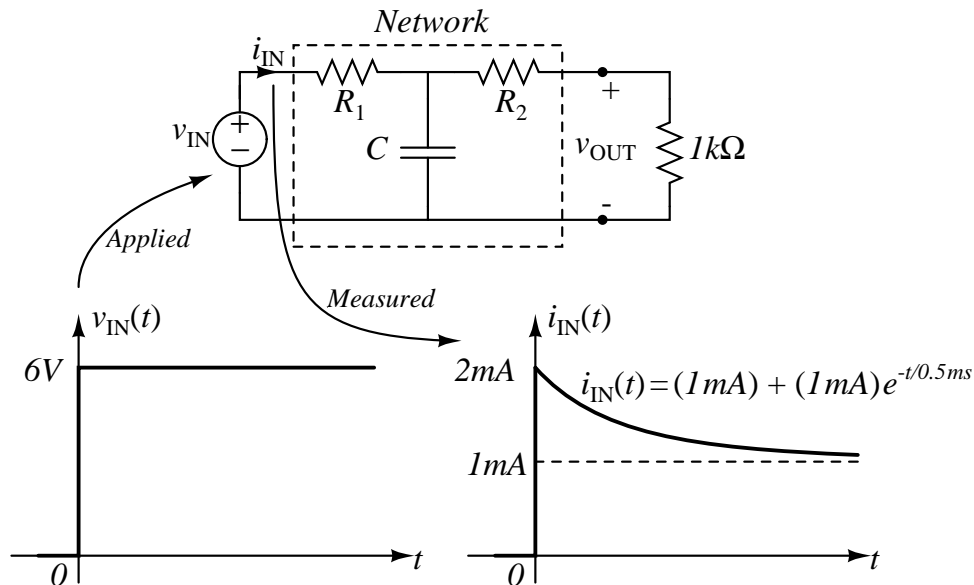 Network
i_IN
R_1
R_2
+
v_IN
+
−
C
v_OUT
1kΩ
-
Applied
Measured
v_IN(t)
6V
0
t
i_IN(t)
2mA
i_IN(t) = (1mA) + (1mA)e^-t/0.5ms
1mA
0
t